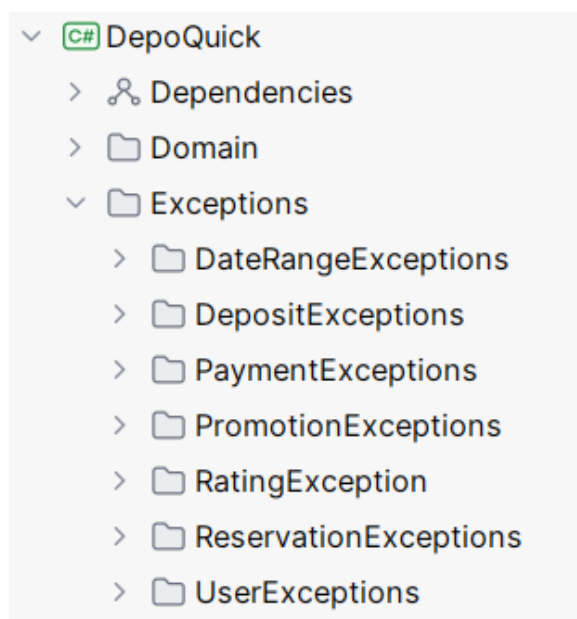 C# DepoQuick
Dependencies
Domain
Exceptions
DateRangeExceptions
DepositExceptions
PaymentExceptions
PromotionExceptions
RatingException
ReservationExceptions
UserExceptions